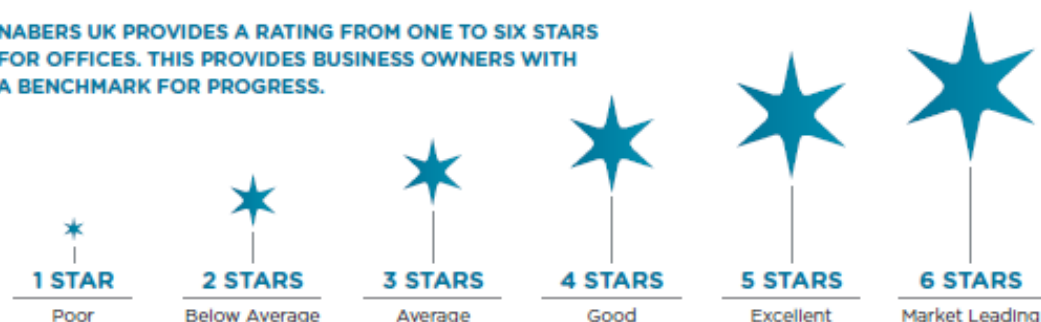 NABERS UK PROVIDES A RATING FROM ONE TO SIX STARS
FOR OFFICES. THIS PROVIDES BUSINESS OWNERS WITH
A BENCHMARK FOR PROGRESS.
1 STAR
Poor
2 STARS
Below Average
3 STARS
Average
4 STARS
Good
5 STARS
Excellent
6 STARS
Market Leading